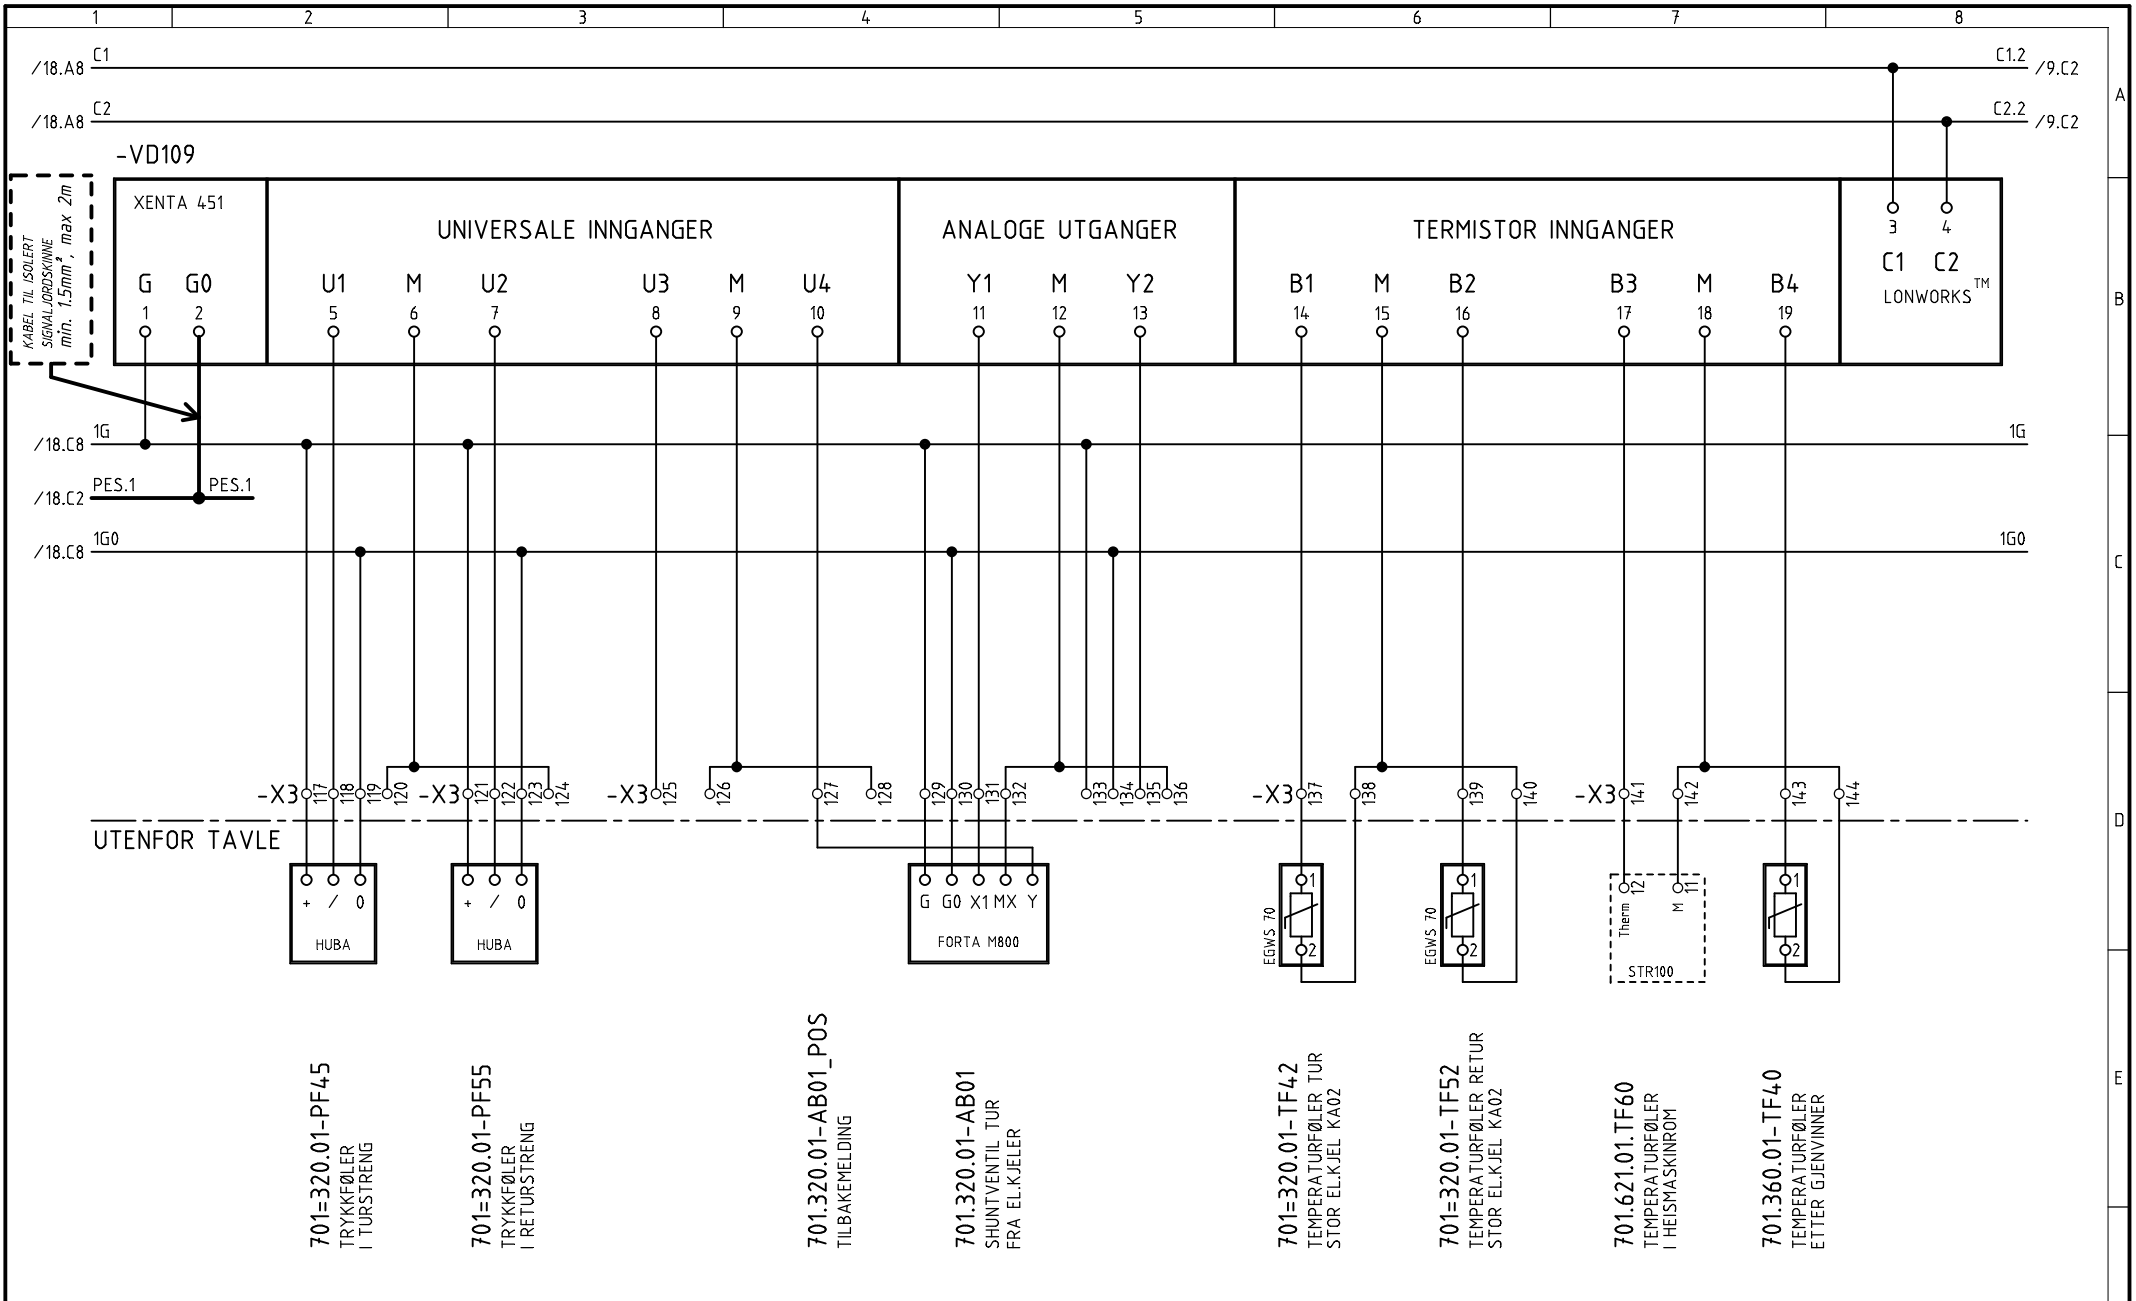 1 2 3 4 5 6 7 8
/18.A8 C1 C1.2 /9.C2
/18.A8 C2 C2.2 /9.C2
A
-VD109
KABEL TIL ISOLERT
SIGNALJORDSKINNE
min. 1.5mm², max 2m
XENTA 451
UNIVERSALE INNGANGER
ANALOGE UTGANGER
TERMISTOR INNGANGER
3 4
C1 C2
LONWORKS™
G G0 U1 M U2 U3 M U4 Y1 M Y2 B1 M B2 B3 M B4
B
1 2 5 6 7 8 9 10 11 12 13 14 15 16 17 18 19
/18.C8 1G 1G
/18.C2 PES.1 PES.1
/18.C8 1G0 1G0
C
-X3 117 118 119 120 -X3 121 122 123 124 -X3 125 126 127 128 129 130 131 132 133 134 135 136 -X3 137 138 139 140 -X3 141 142 143 144
D
UTENFOR TAVLE
+ / 0
HUBA
+ / 0
HUBA
G G0 X1 MX Y
FORTA M800
1
2
EGWS 70
1
2
EGWS 70
12 11
Therm M
STR100
1
2
E
701=320.01-PF45
TRYKKFØLER
I TURSTRENG
701=320.01-PF55
TRYKKFØLER
I RETURSTRENG
701.320.01-AB01_POS
TILBAKEMELDING
701.320.01-AB01
SHUNTVENTIL TUR
FRA EL.KJELER
701=320.01-TF42
TEMPERATURFØLER TUR
STOR EL.KJEL KA02
701=320.01-TF52
TEMPERATURFØLER RETUR
STOR EL.KJEL KA02
701.621.01.TF60
TEMPERATURFØLER
I HEISMASKINROM
701.360.01-TF40
TEMPERATURFØLER
ETTER GJENVINNER